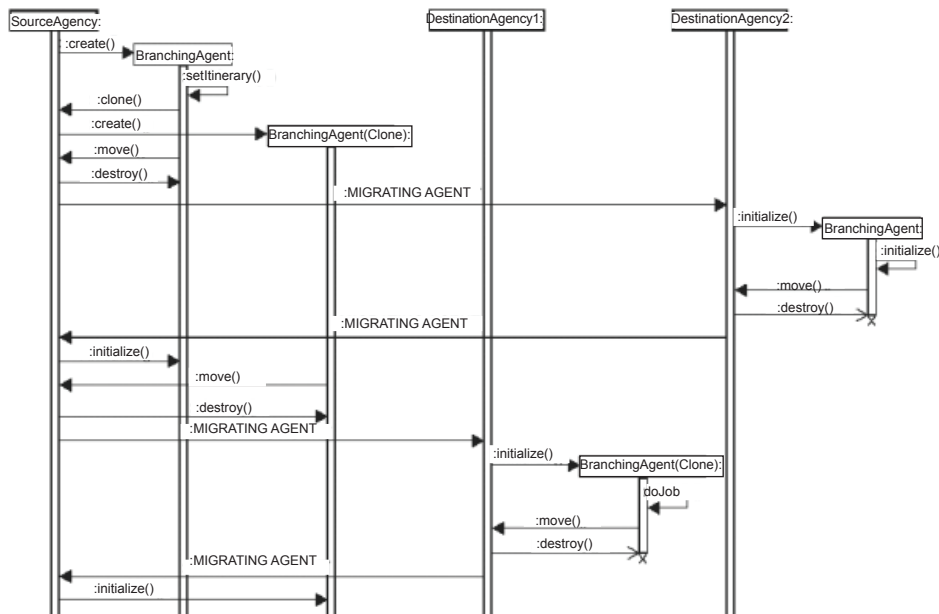 SourceAgency:
DestinationAgency1:
DestinationAgency2:
:create()
BranchingAgent:
:setItinerary()
:clone()
:create()
BranchingAgent(Clone):
:move()
:destroy()
:MIGRATING AGENT
:initialize()
BranchingAgent:
:initialize()
:move()
:destroy()
:MIGRATING AGENT
:initialize()
:move()
:destroy()
:MIGRATING AGENT
:initialize()
BranchingAgent(Clone):
doJob
:move()
:destroy()
:MIGRATING AGENT
:initialize()